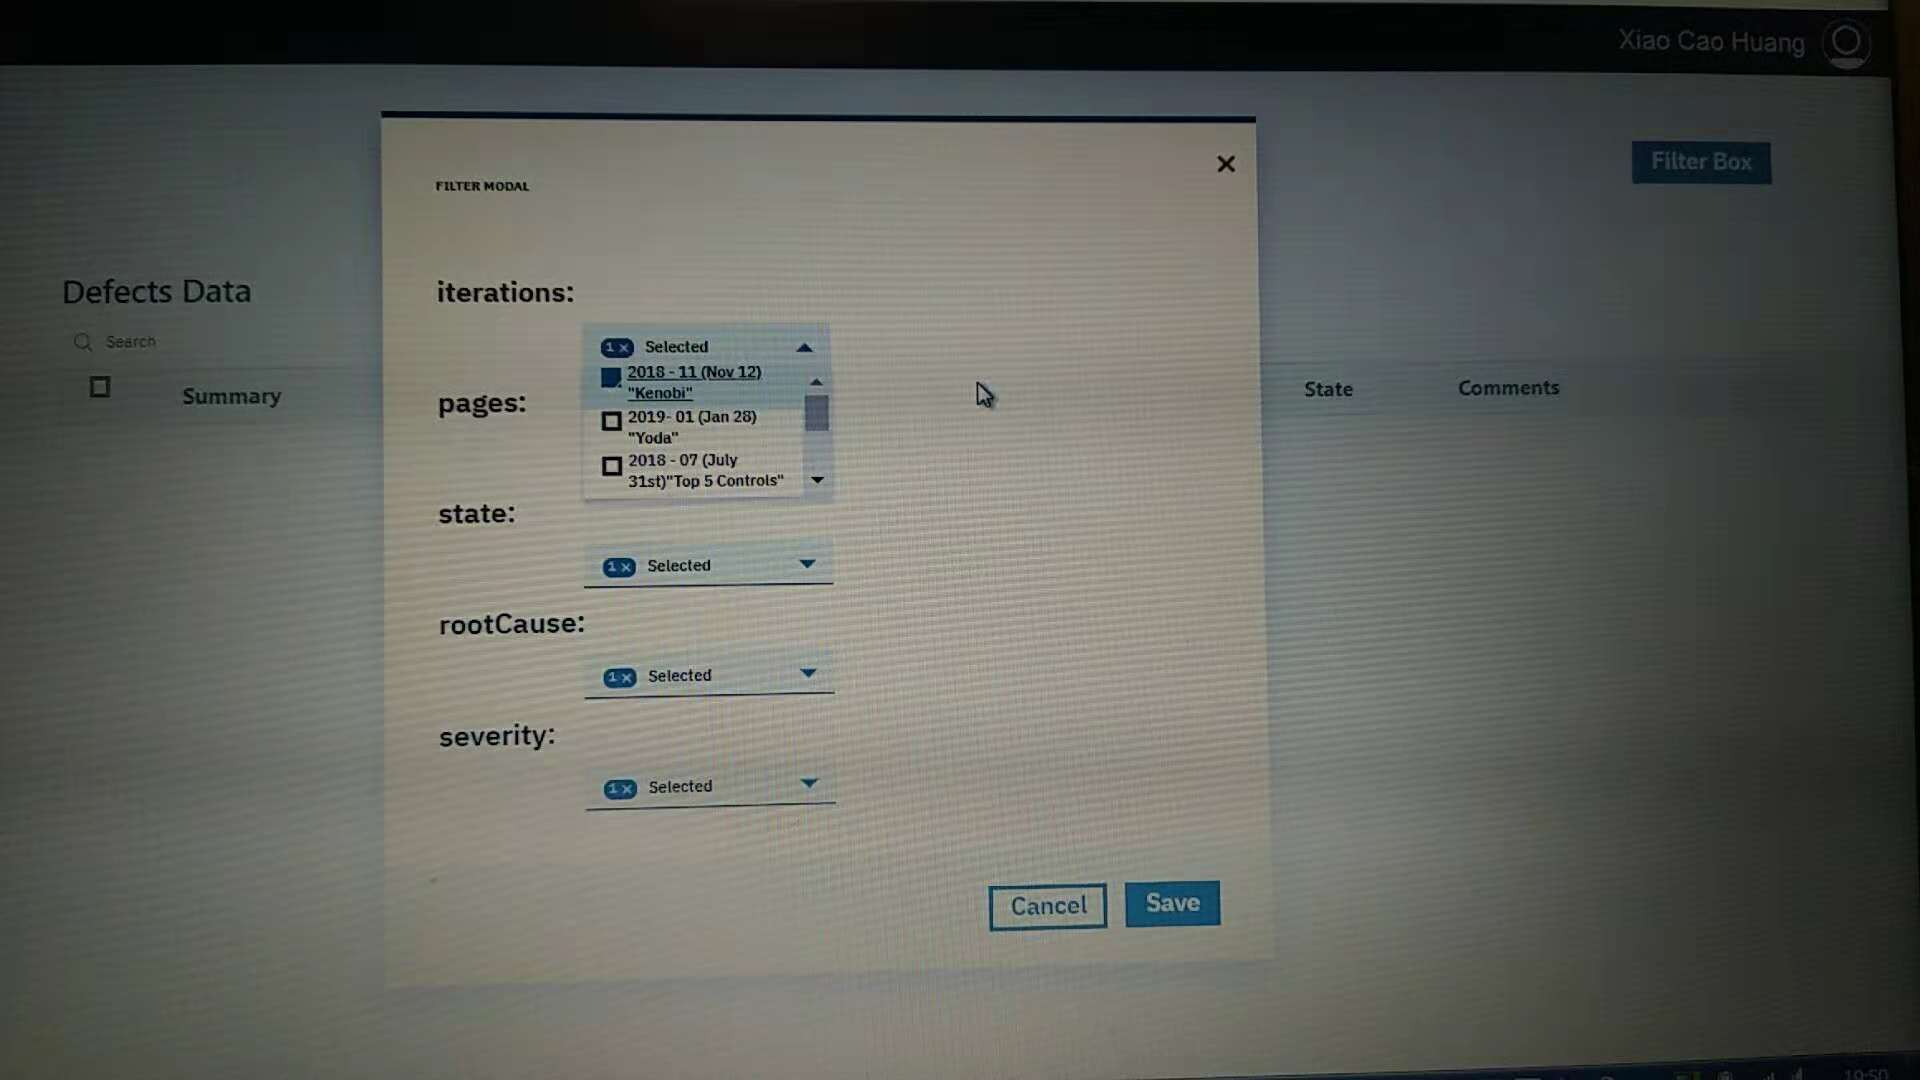 Xiao Cao Huang
Filter Box
FILTER MODAL
iterations:
Defects Data
Search
1 × Selected
2018 - 11 (Nov 12)
"Kenobi"
2019- 01 (Jan 28)
"Yoda"
2018 - 07 (July
31st)"Top 5 Controls"
pages:
Summary
State
Comments
state:
1 × Selected
rootCause:
1 × Selected
severity:
1 × Selected
Cancel
Save
19:50